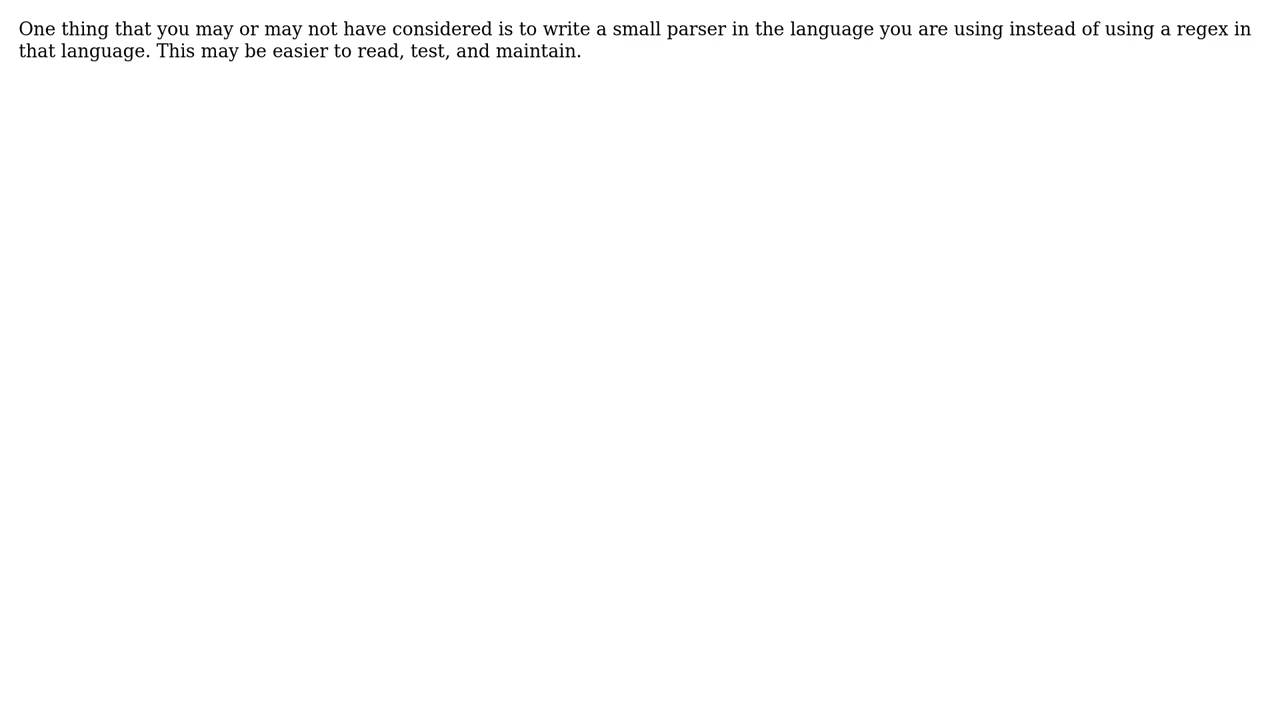 One thing that you may or may not have considered is to write a small parser in the language you are using instead of using a regex in
that language. This may be easier to read, test, and maintain.